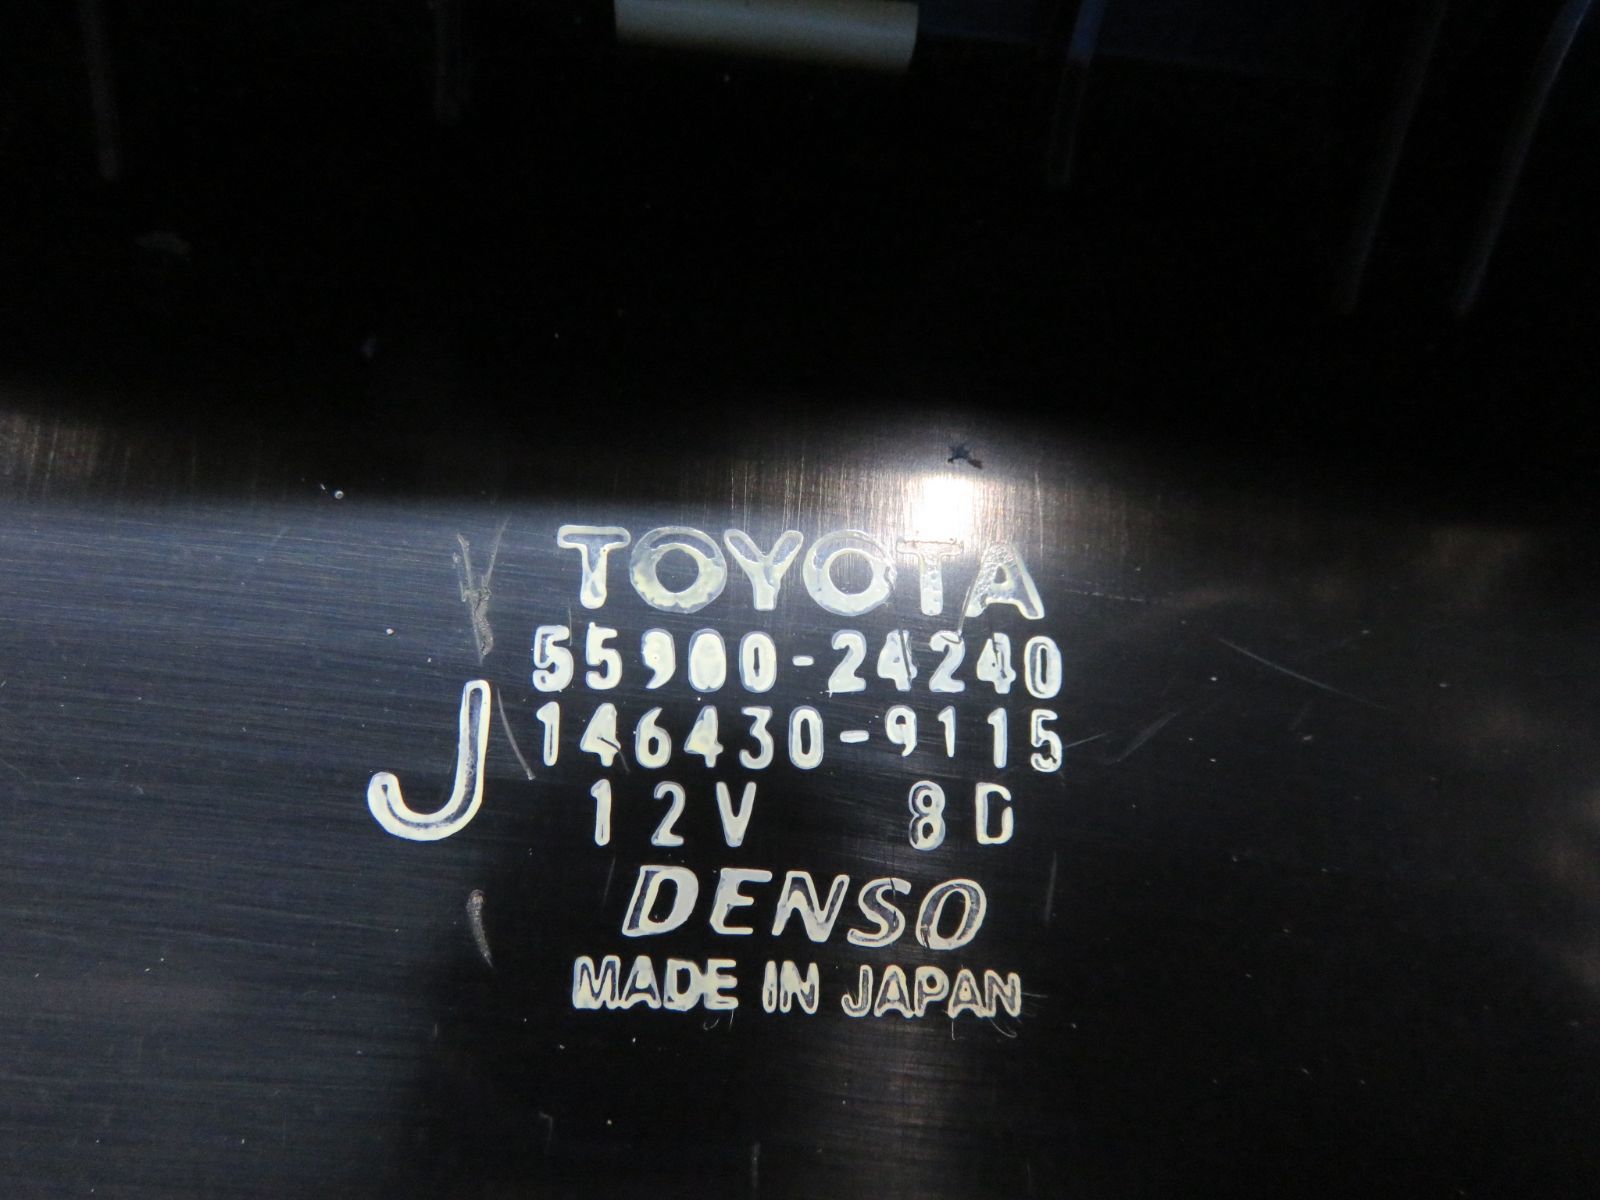 TOYOTA
55900-24240
J
146430-9115
12V 8D
DENSO
MADE IN JAPAN